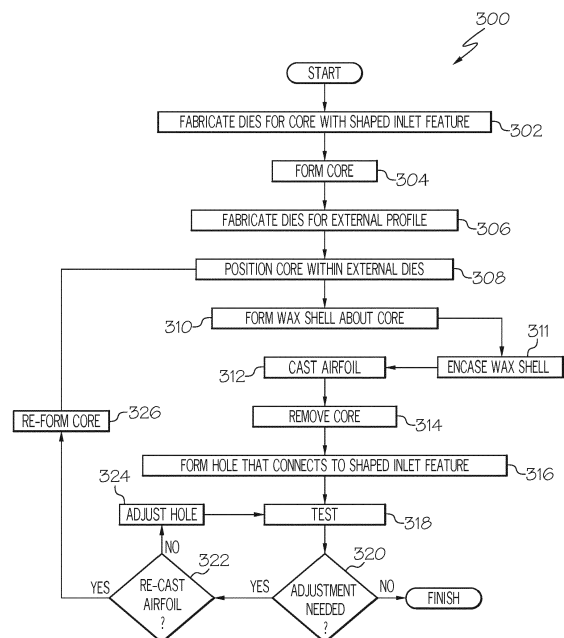 300
START
FABRICATE DIES FOR CORE WITH SHAPED INLET FEATURE
302
FORM CORE
304
FABRICATE DIES FOR EXTERNAL PROFILE
306
POSITION CORE WITHIN EXTERNAL DIES
308
310
FORM WAX SHELL ABOUT CORE
311
312
CAST AIRFOIL
ENCASE WAX SHELL
RE-FORM CORE
326
REMOVE CORE
314
FORM HOLE THAT CONNECTS TO SHAPED INLET FEATURE
316
324
ADJUST HOLE
TEST
318
NO
322
320
YES
RE-CAST
AIRFOIL
?
YES
ADJUSTMENT
NEEDED
?
NO
FINISH